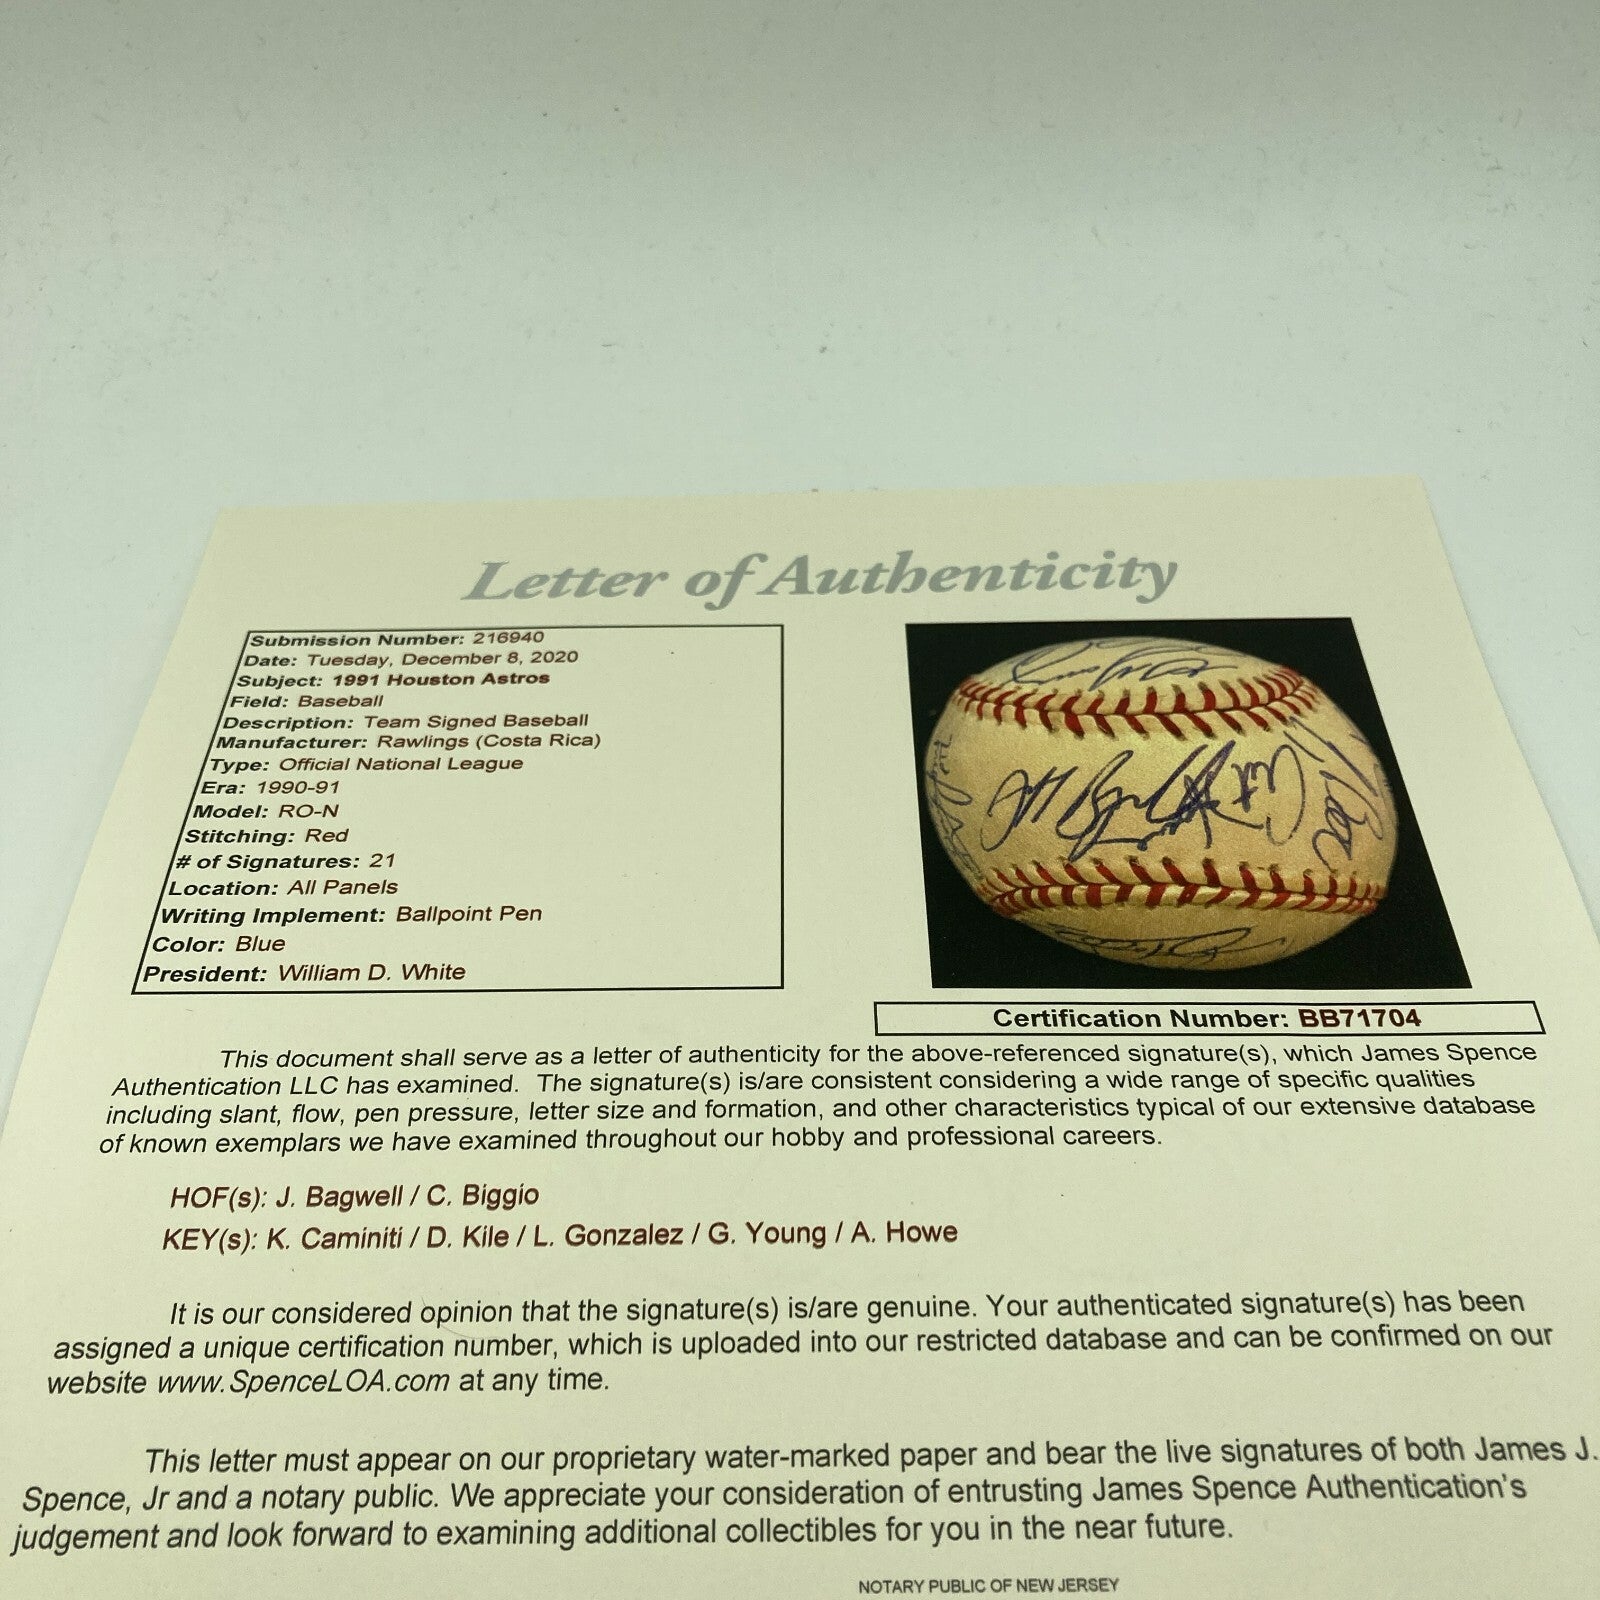 Letter of Authenticity
Submission Number: 216940
Date: Tuesday, December 8, 2020
Subject: 1991 Houston Astros
Field: Baseball
Description: Team Signed Baseball
Manufacturer: Rawlings (Costa Rica)
Type: Official National League
Era: 1990-91
Model: RO-N
Stitching: Red
# of Signatures: 21
Location: All Panels
Writing Implement: Ballpoint Pen
Color: Blue
President: William D. White
Certification Number: BB71704
This document shall serve as a letter of authenticity for the above-referenced signature(s), which James Spence
Authentication LLC has examined. The signature(s) is/are consistent considering a wide range of specific qualities
including slant, flow, pen pressure, letter size and formation, and other characteristics typical of our extensive database
of known exemplars we have examined throughout our hobby and professional careers.
HOF(s): J. Bagwell / C. Biggio
KEY(s): K. Caminiti / D. Kile / L. Gonzalez / G. Young / A. Howe
It is our considered opinion that the signature(s) is/are genuine. Your authenticated signature(s) has been
assigned a unique certification number, which is uploaded into our restricted database and can be confirmed on our
website www.SpenceLOA.com at any time.
This letter must appear on our proprietary water-marked paper and bear the live signatures of both James J.
Spence, Jr and a notary public. We appreciate your consideration of entrusting James Spence Authentication's
judgement and look forward to examining additional collectibles for you in the near future.
NOTARY PUBLIC OF NEW JERSEY